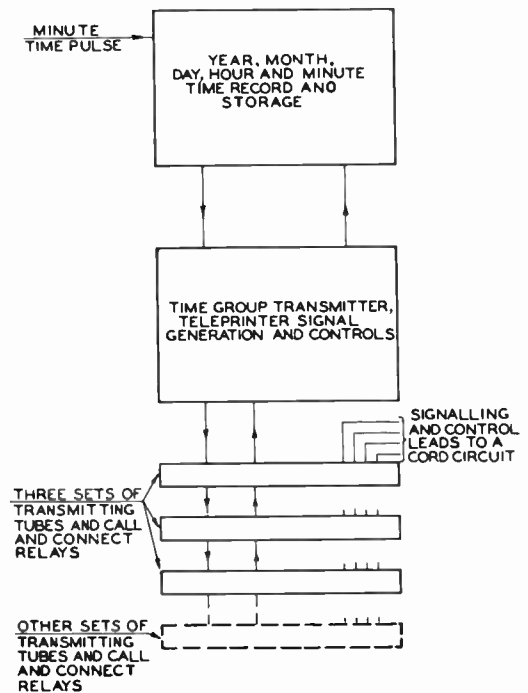 MINUTE
TIME PULSE
YEAR, MONTH,
DAY, HOUR AND MINUTE
TIME RECORD AND
STORAGE
TIME GROUP TRANSMITTER,
TELEPRINTER SIGNAL
GENERATION AND CONTROLS
SIGNALLING
AND CONTROL
LEADS TO A
CORD CIRCUIT
THREE SETS OF
TRANSMITTING
TUBES AND CALL
AND CONNECT
RELAYS
OTHER SETS OF
TRANSMITTING
TUBES AND CALL
AND CONNECT
RELAYS